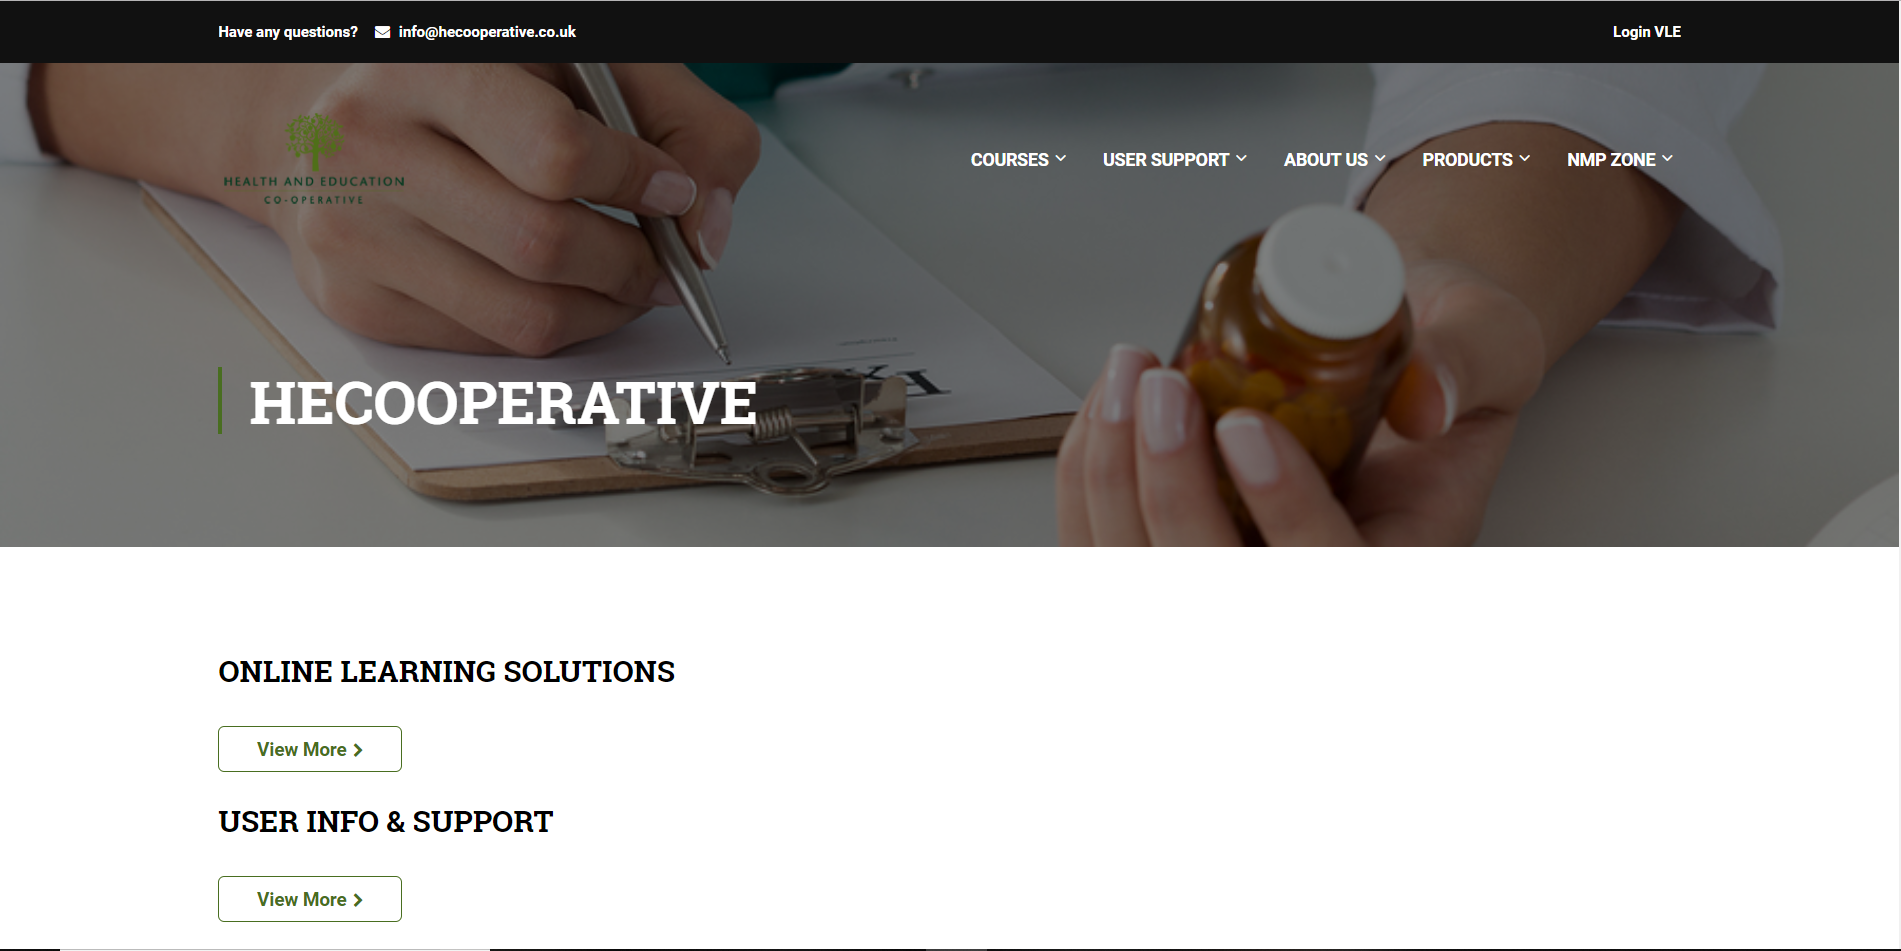 Have any questions? info@hecooperative.co.uk Login VLE
HEALTH AND EDUCATION
CO-OPERATIVE
COURSES USER SUPPORT ABOUT US PRODUCTS NMP ZONE
HECOOPERATIVE
ONLINE LEARNING SOLUTIONS
View More
USER INFO & SUPPORT
View More